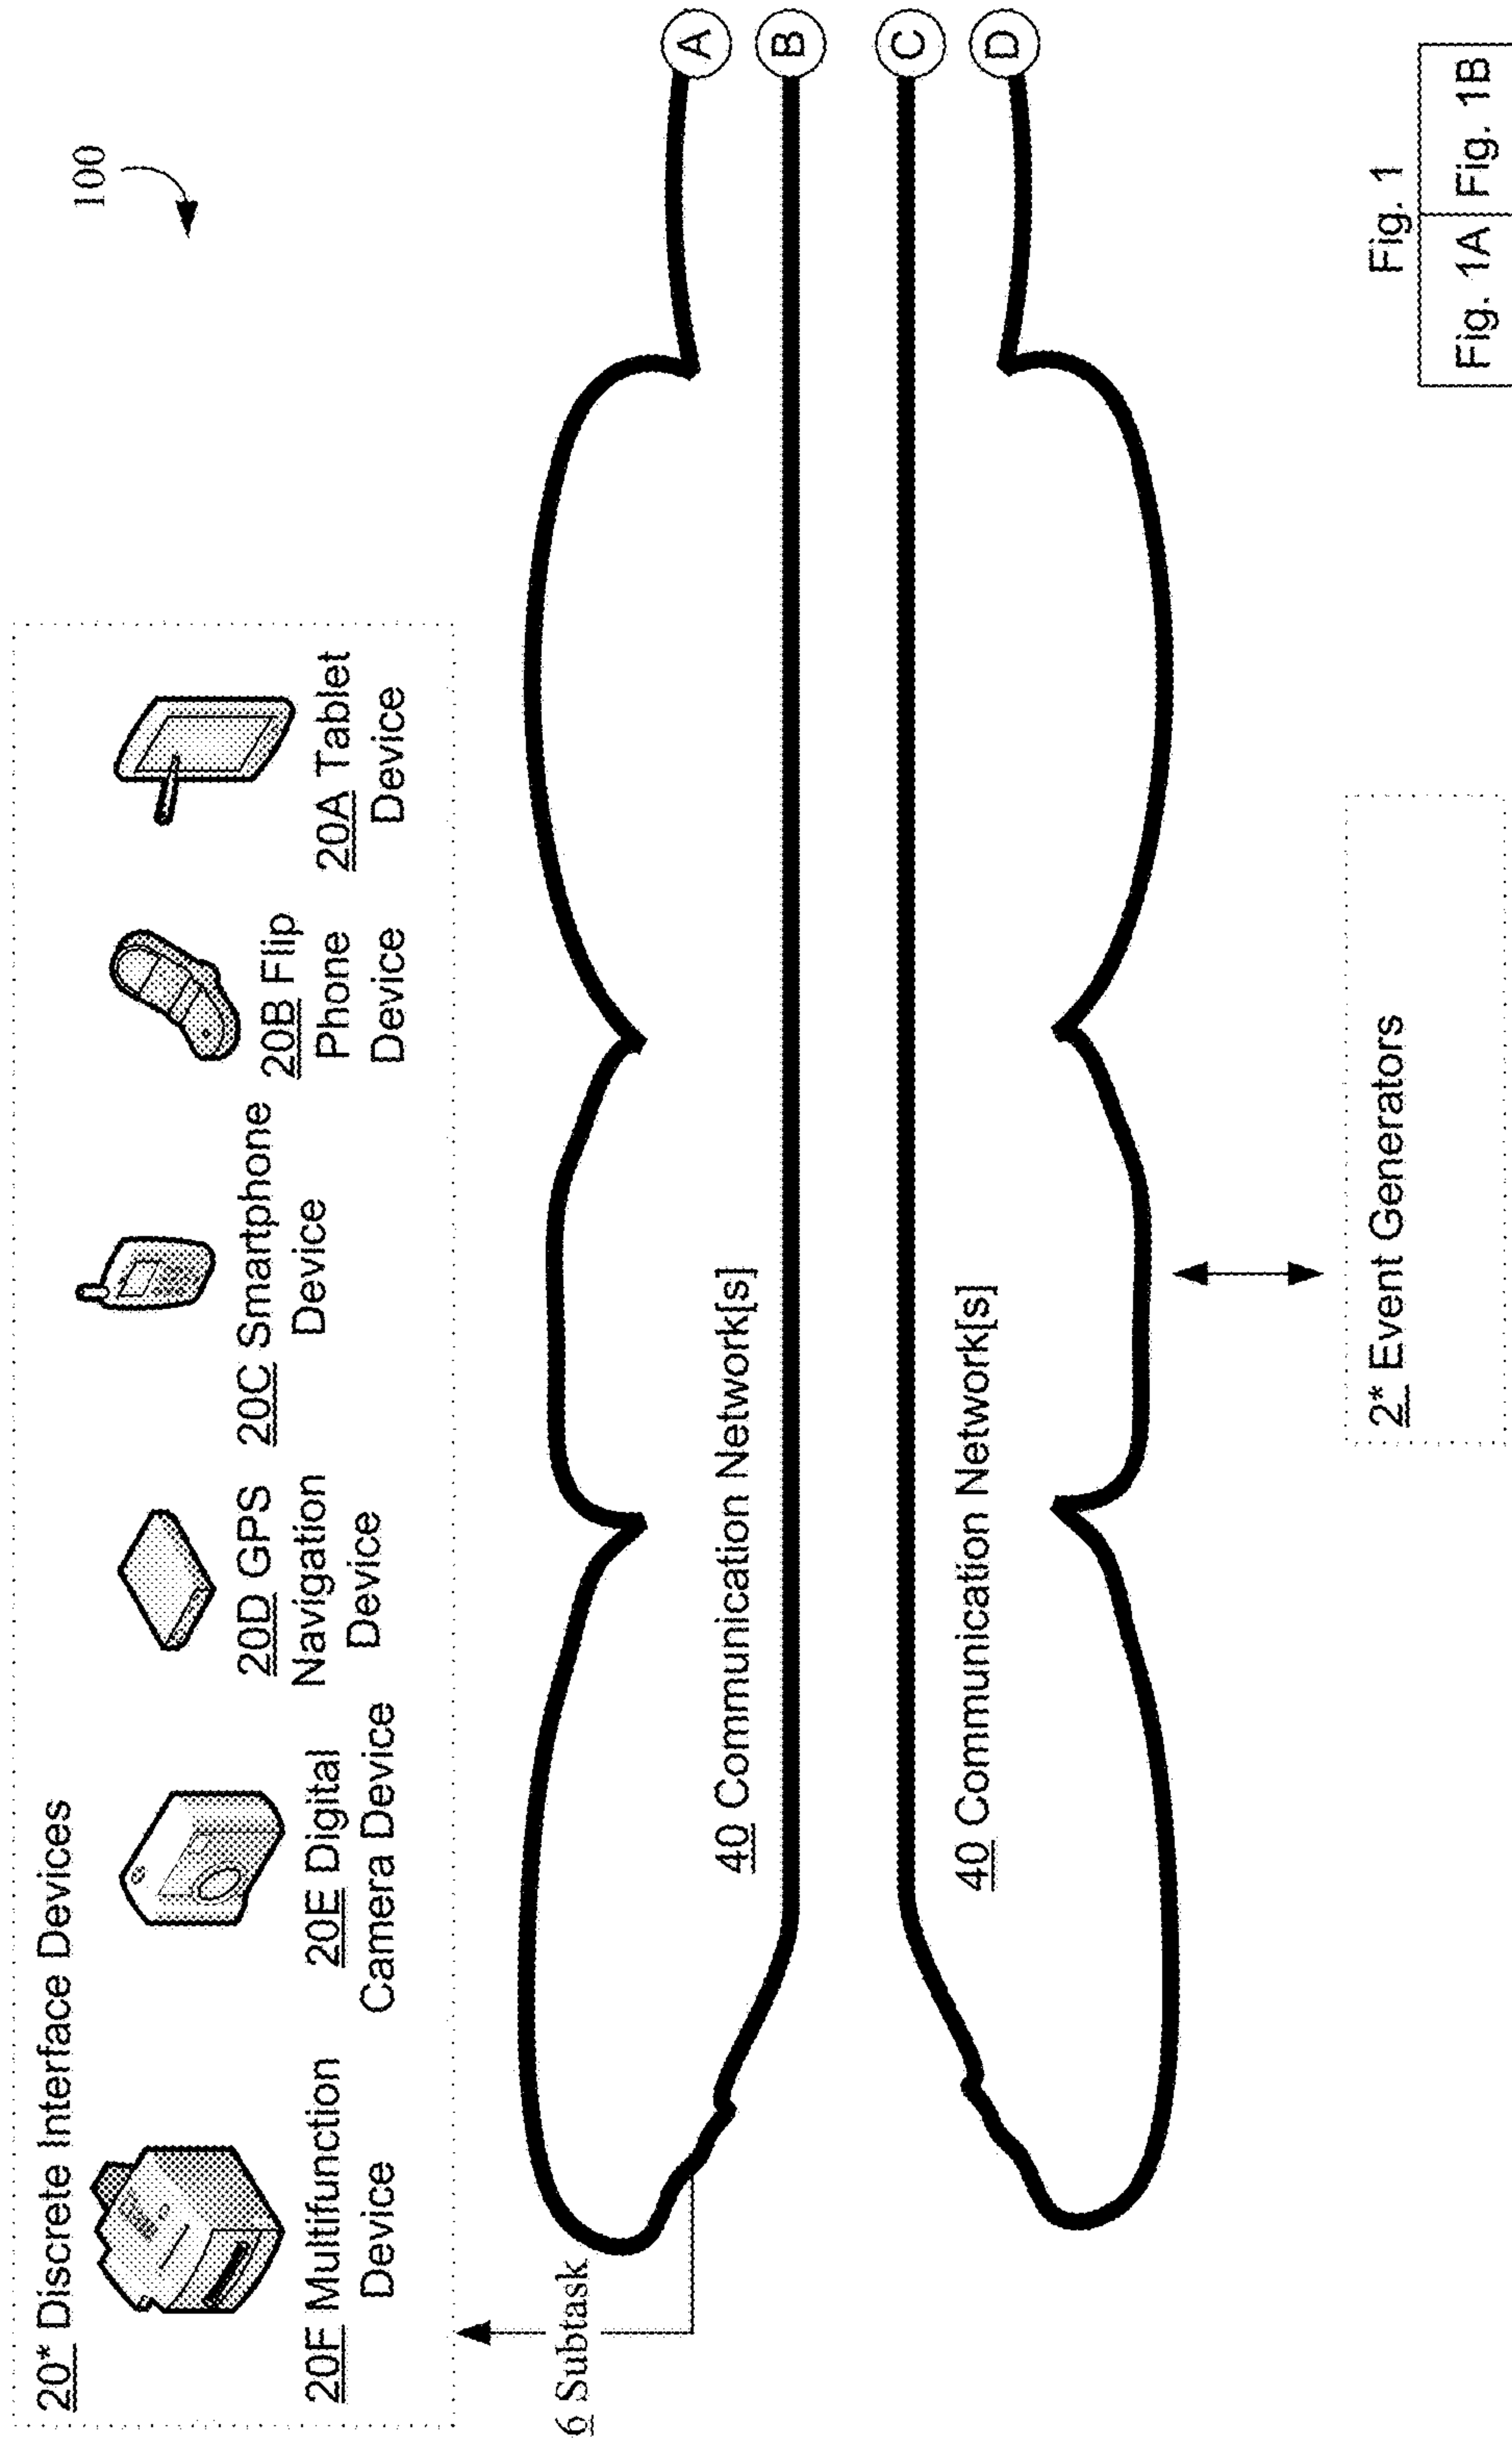 100
20* Discrete Interface Devices
20F Multifunction
Device
20E Digital
Camera Device
20D GPS
Navigation
Device
20C Smartphone
Device
20B Flip
Phone
Device
20A Tablet
Device
6 Subtask
40 Communication Network[s]
40 Communication Network[s]
A
B
C
D
2* Event Generators
Fig. 1
Fig. 1A
Fig. 1B